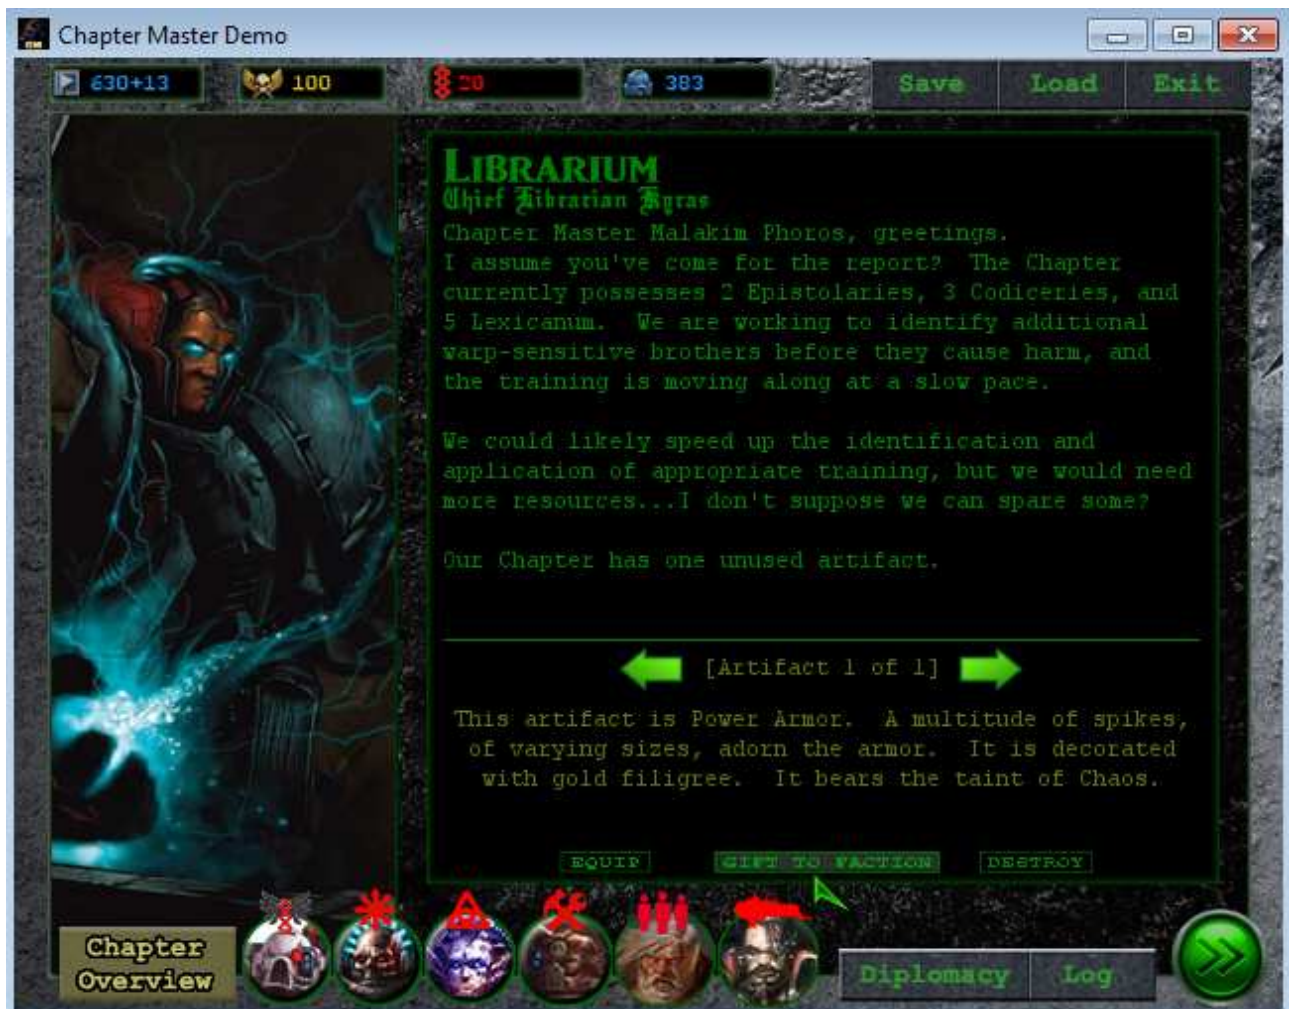 Chapter Master Demo
630+13
100
20
383
Save
Load
Exit
LIBRARIUM
Chief Librarian Kyras
Chapter Master Malakim Phoros, greetings.
I assume you've come for the report? The Chapter
currently possesses 2 Epistolaries, 3 Codiceries, and
5 Lexicanum. We are working to identify additional
warp-sensitive brothers before they cause harm, and
the training is moving along at a slow pace.
We could likely speed up the identification and
application of appropriate training, but we would need
more resources...I don't suppose we can spare some?
Our Chapter has one unused artifact.
[Artifact 1 of 1]
This artifact is Power Armor. A multitude of spikes,
of varying sizes, adorn the armor. It is decorated
with gold filigree. It bears the taint of Chaos.
EQUIP
GIFT TO FACTION
DESTROY
Chapter
Overview
Diplomacy
Log